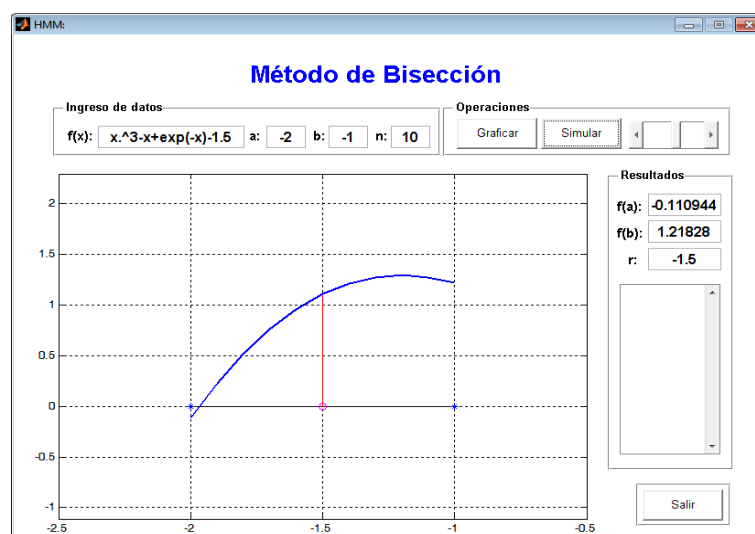 HMM:
Método de Bisección
Ingreso de datos
f(x): x.^3-x+exp(-x)-1.5 a: -2 b: -1 n: 10
Operaciones
Graficar Simular
Resultados
f(a): -0.110944
f(b): 1.21828
r: -1.5
2
1.5
1
0.5
0
-0.5
-1
-2.5 -2 -1.5 -1 -0.5
Salir